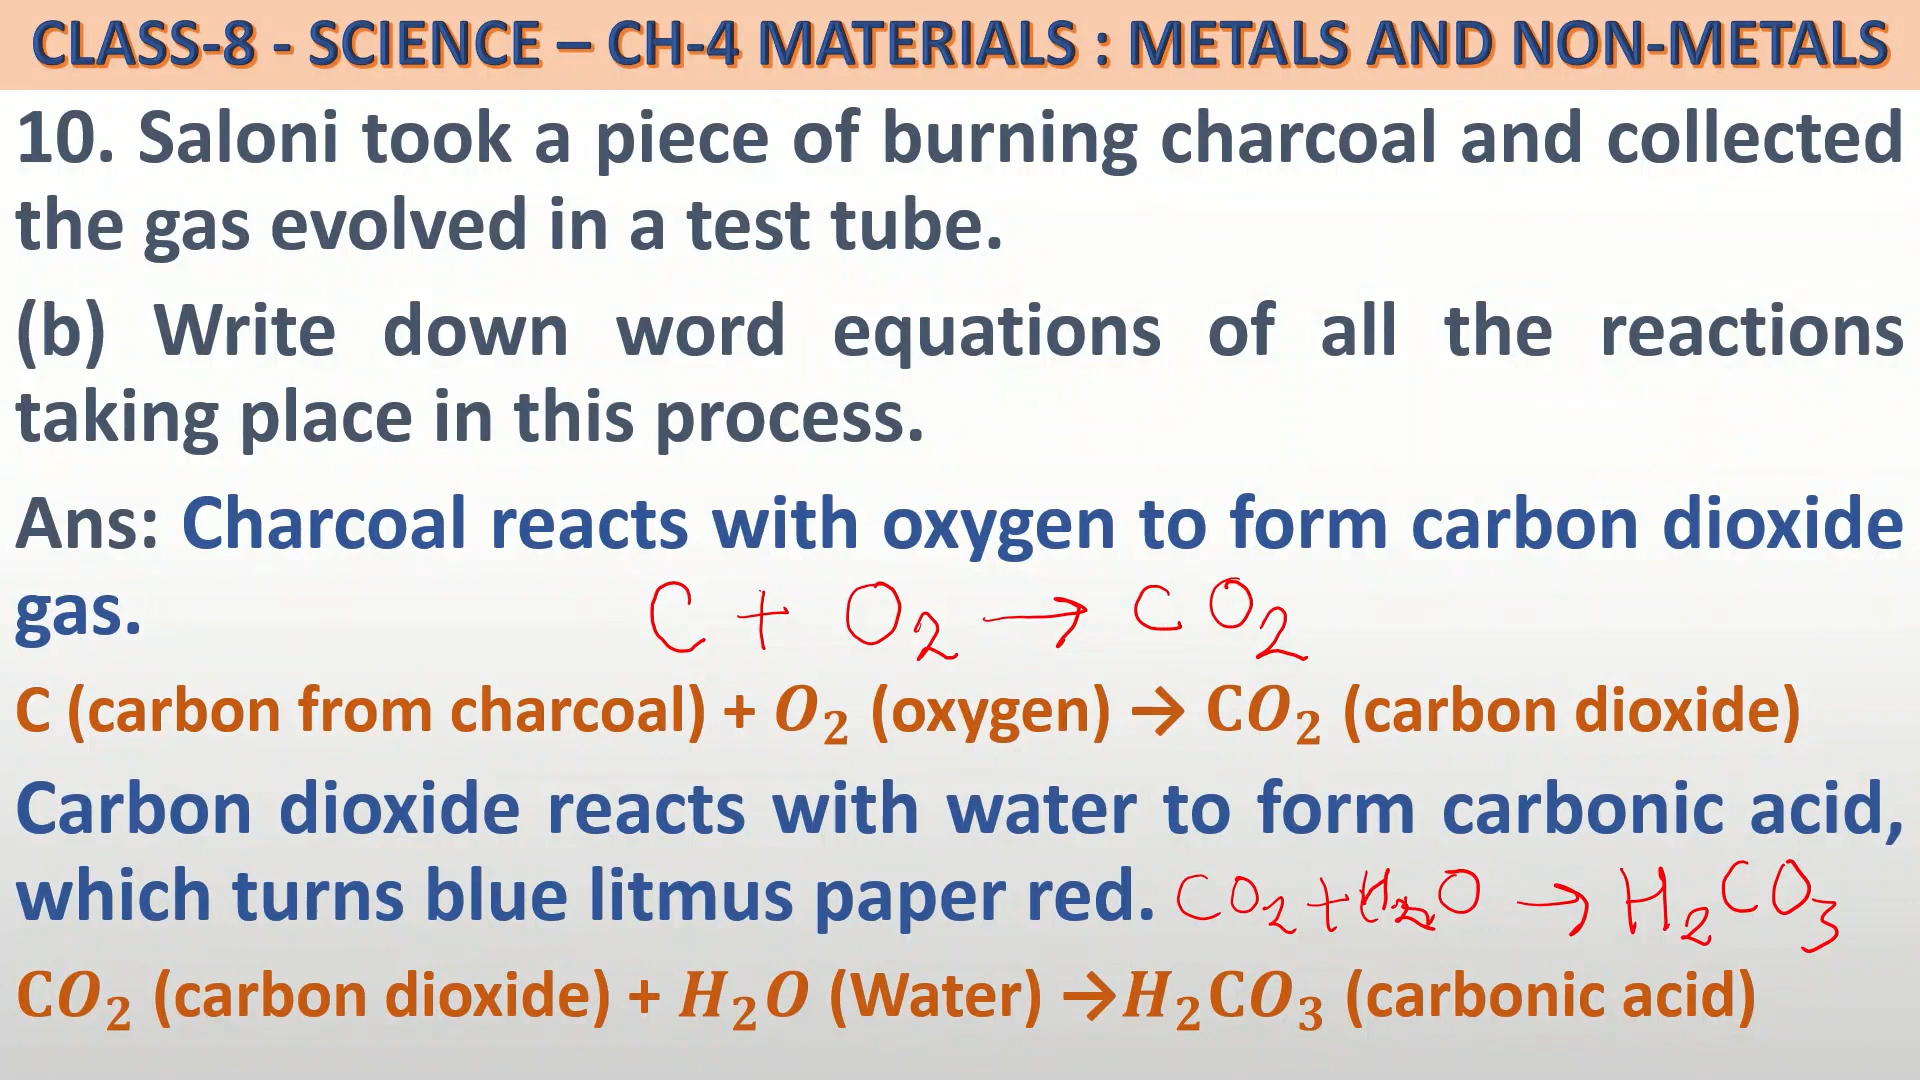 CLASS-8 - SCIENCE – CH-4 MATERIALS : METALS AND NON-METALS
10. Saloni took a piece of burning charcoal and collected
the gas evolved in a test tube.
(b) Write down word equations of all the reactions
taking place in this process.
Ans: Charcoal reacts with oxygen to form carbon dioxide
gas.
C + O₂ → CO₂
C (carbon from charcoal) + O₂ (oxygen) → CO₂ (carbon dioxide)
Carbon dioxide reacts with water to form carbonic acid,
which turns blue litmus paper red. CO₂ + H₂O → H₂CO₃
CO₂ (carbon dioxide) + H₂O (Water) →H₂CO₃ (carbonic acid)